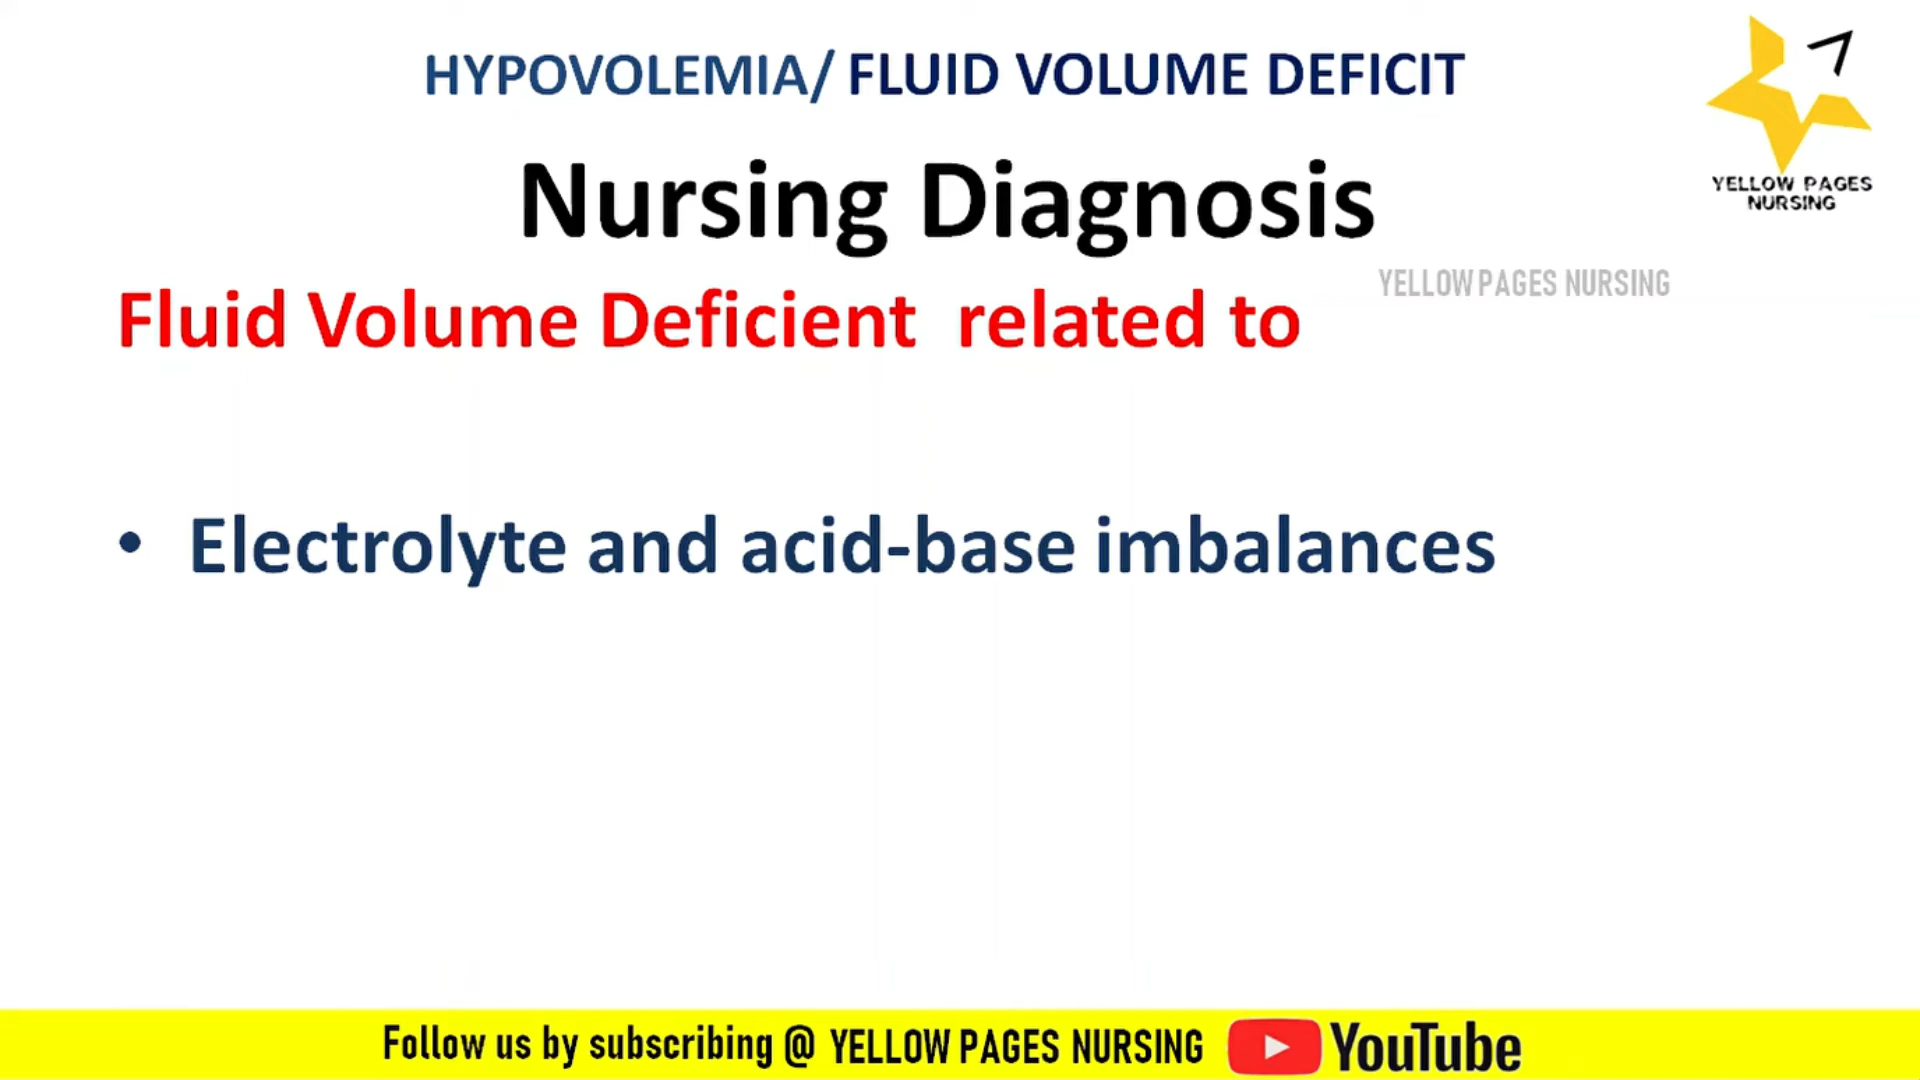 HYPOVOLEMIA/ FLUID VOLUME DEFICIT
Nursing Diagnosis
YELLOW PAGES
NURSING
YELLOW PAGES NURSING
Fluid Volume Deficient related to
• Electrolyte and acid-base imbalances
Follow us by subscribing @ YELLOW PAGES NURSING YouTube